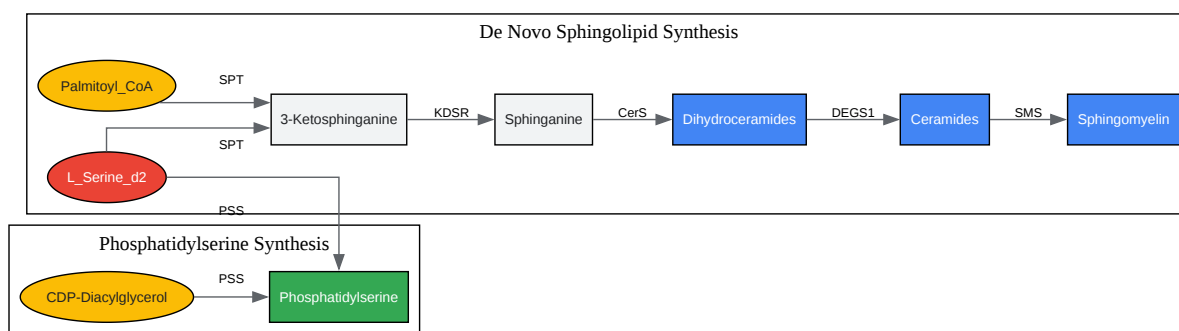 De Novo Sphingolipid Synthesis
Palmitoyl_CoA
SPT
3-Ketosphinganine
KDSR
Sphinganine
CerS
Dihydroceramides
DEGS1
Ceramides
SMS
Sphingomyelin
SPT
L_Serine_d2
PSS
Phosphatidylserine Synthesis
CDP-Diacylglycerol
PSS
Phosphatidylserine